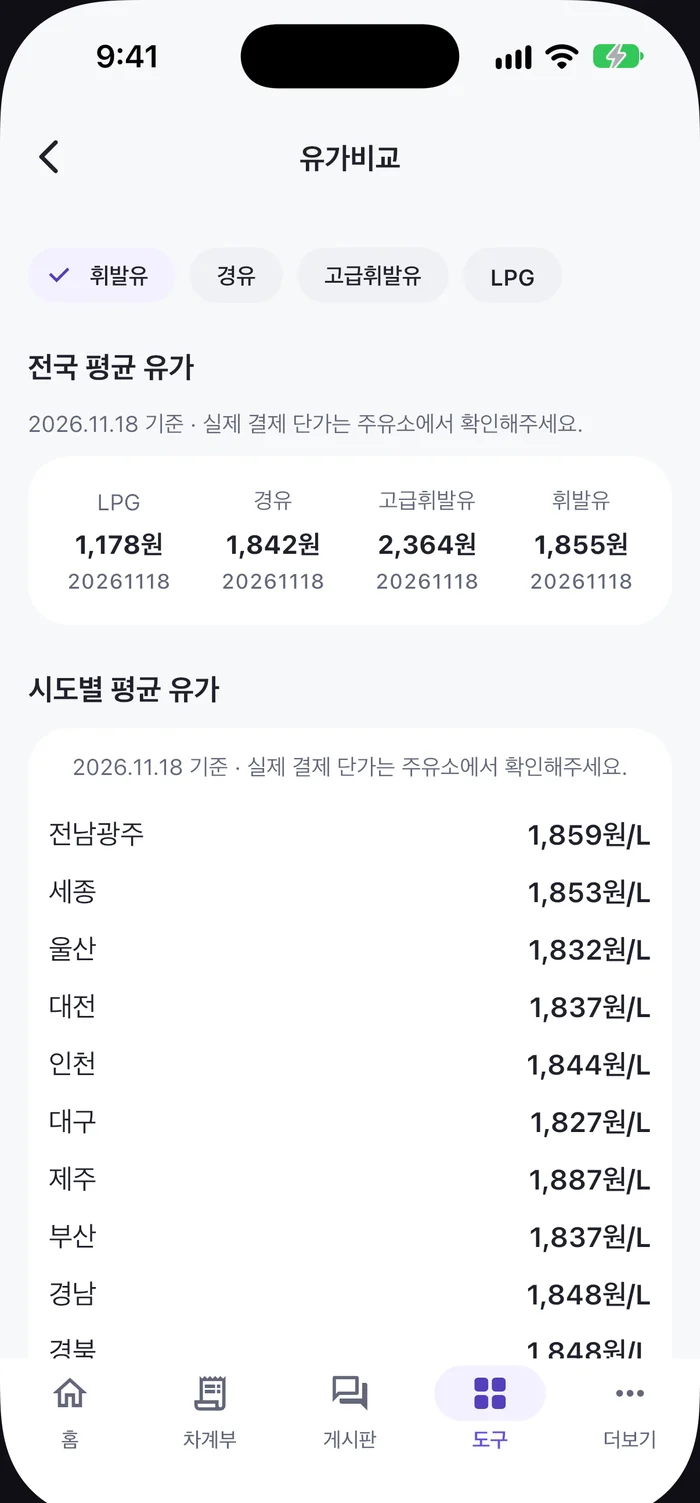 9:41
유가비교
휘발유 경유 고급휘발유 LPG
전국 평균 유가
2026.11.18 기준 · 실제 결제 단가는 주유소에서 확인해주세요.
LPG 경유 고급휘발유 휘발유
1,178원 1,842원 2,364원 1,855원
20261118 20261118 20261118 20261118
시도별 평균 유가
2026.11.18 기준 · 실제 결제 단가는 주유소에서 확인해주세요.
전남광주 1,859원/L
세종 1,853원/L
울산 1,832원/L
대전 1,837원/L
인천 1,844원/L
대구 1,827원/L
제주 1,887원/L
부산 1,837원/L
경남 1,848원/L
경북 1,848원/L
홈 차계부 게시판 도구 더보기